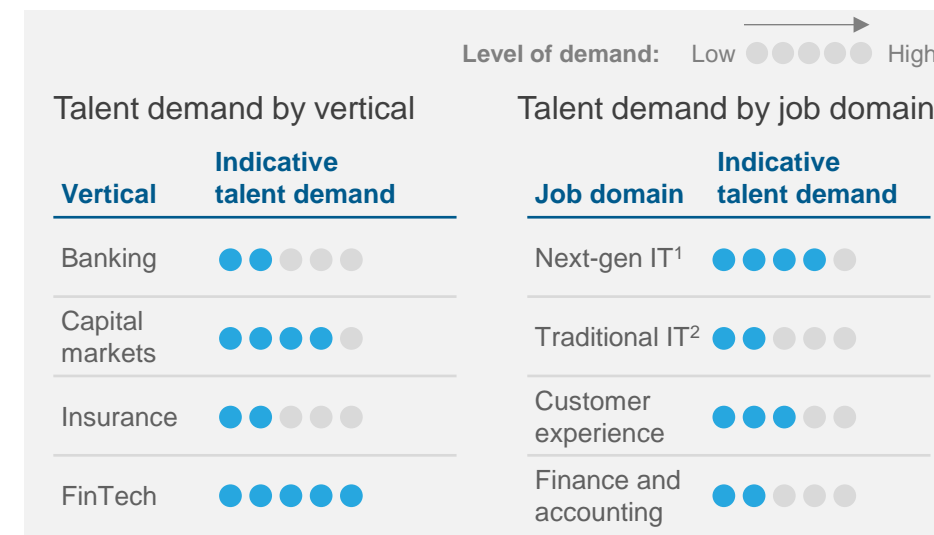 Level of demand: Low High
Talent demand by vertical
Vertical Indicative talent demand
Banking
Capital markets
Insurance
FinTech
Talent demand by job domain
Job domain Indicative talent demand
Next-gen IT¹
Traditional IT²
Customer experience
Finance and accounting